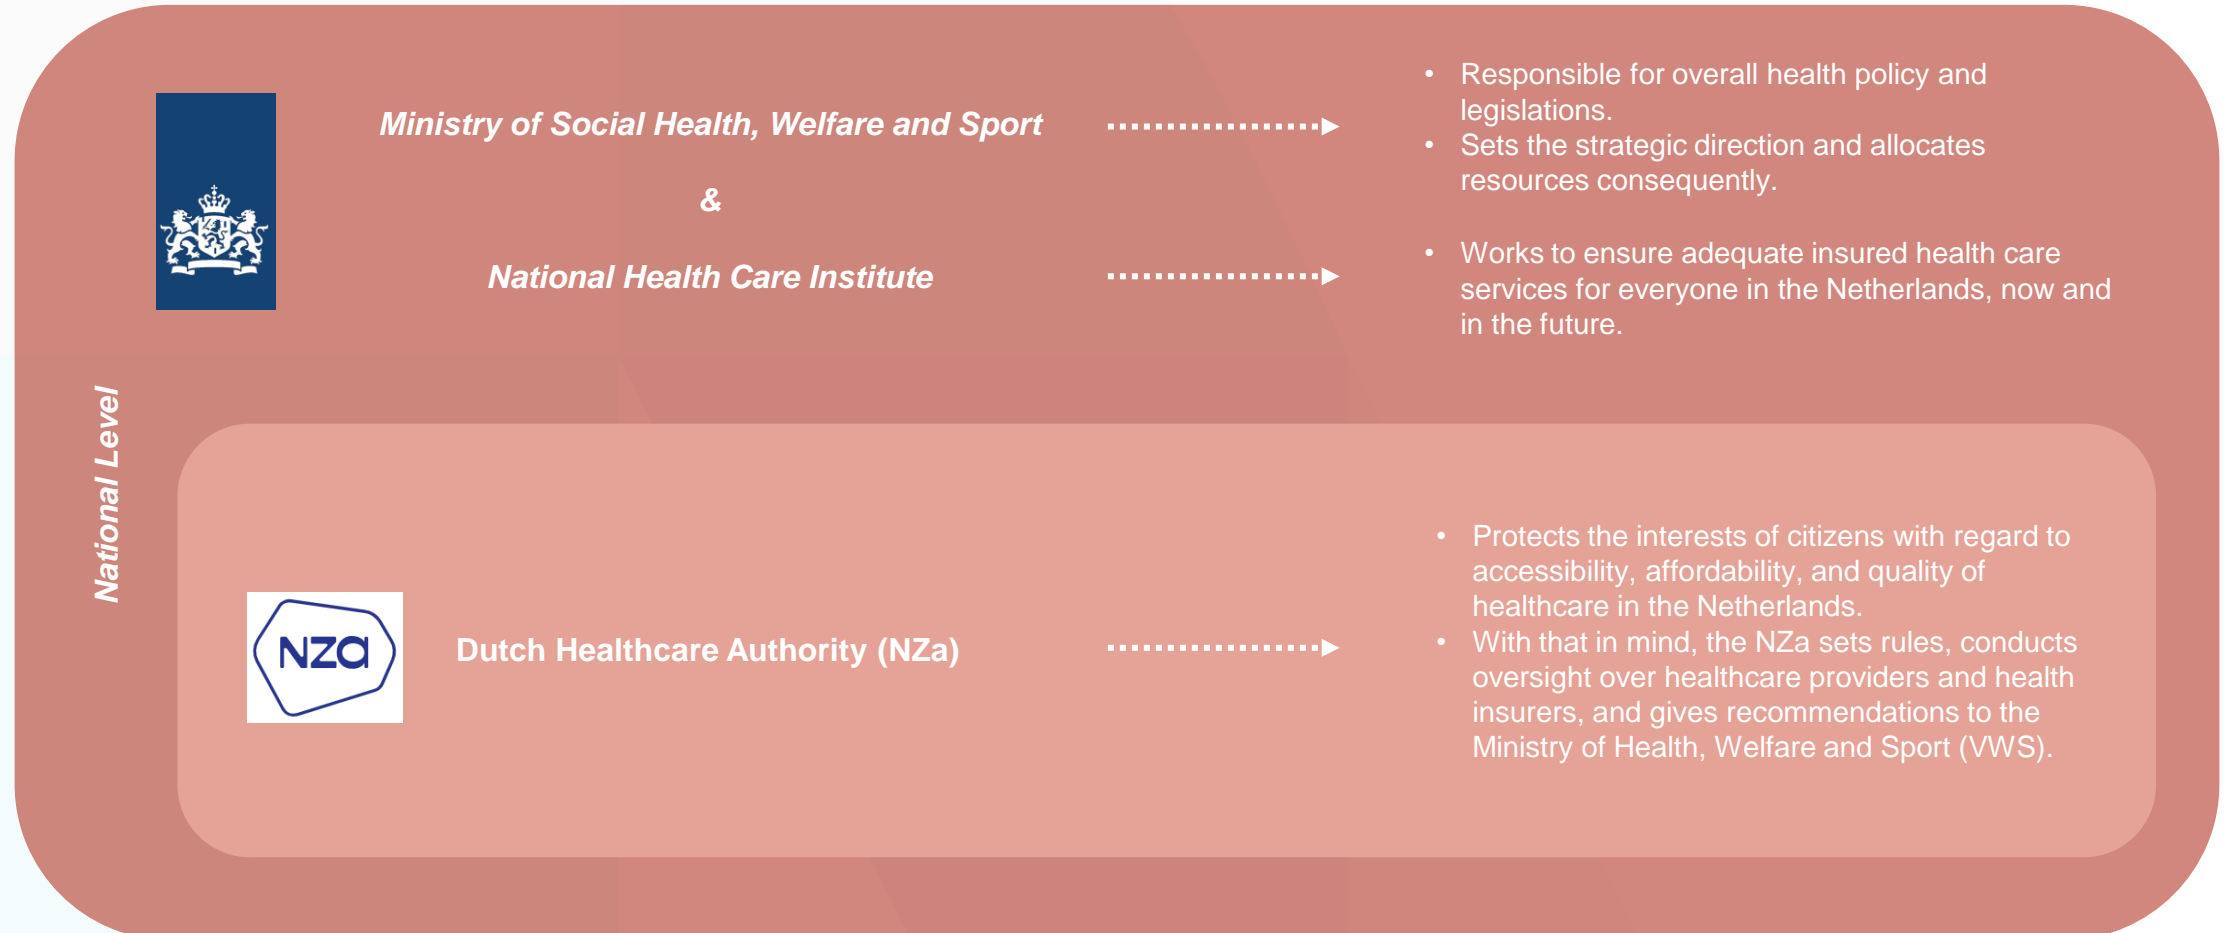 Ministry of Social Health, Welfare and Sport
&
National Health Care Institute
• Responsible for overall health policy and
legislations.
• Sets the strategic direction and allocates
resources consequently.
• Works to ensure adequate insured health care
services for everyone in the Netherlands, now and
in the future.
National Level
NZa
Dutch Healthcare Authority (NZa)
• Protects the interests of citizens with regard to
accessibility, affordability, and quality of
healthcare in the Netherlands.
• With that in mind, the NZa sets rules, conducts
oversight over healthcare providers and health
insurers, and gives recommendations to the
Ministry of Health, Welfare and Sport (VWS).